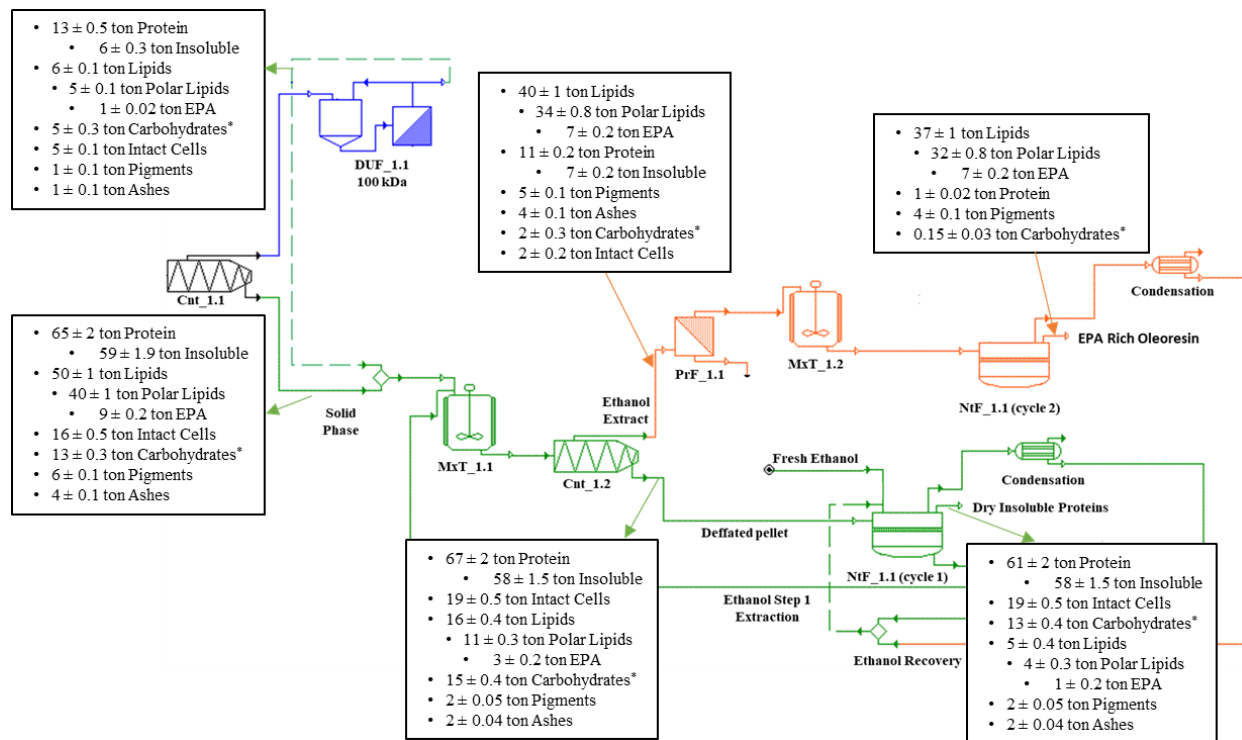 • 13 ± 0.5 ton Protein
• 6 ± 0.3 ton Insoluble
• 6 ± 0.1 ton Lipids
• 5 ± 0.1 ton Polar Lipids
• 1 ± 0.02 ton EPA
• 5 ± 0.3 ton Carbohydrates*
• 5 ± 0.1 ton Intact Cells
• 1 ± 0.1 ton Pigments
• 1 ± 0.1 ton Ashes
DUF_1.1
100 kDa
• 40 ± 1 ton Lipids
• 34 ± 0.8 ton Polar Lipids
• 7 ± 0.2 ton EPA
• 11 ± 0.2 ton Protein
• 7 ± 0.2 ton Insoluble
• 5 ± 0.1 ton Pigments
• 4 ± 0.1 ton Ashes
• 2 ± 0.3 ton Carbohydrates*
• 2 ± 0.2 ton Intact Cells
• 37 ± 1 ton Lipids
• 32 ± 0.8 ton Polar Lipids
• 7 ± 0.2 ton EPA
• 1 ± 0.02 ton Protein
• 4 ± 0.1 ton Pigments
• 0.15 ± 0.03 ton Carbohydrates*
Cnt_1.1
Condensation
EPA Rich Oleoresin
• 65 ± 2 ton Protein
• 59 ± 1.9 ton Insoluble
• 50 ± 1 ton Lipids
• 40 ± 1 ton Polar Lipids
• 9 ± 0.2 ton EPA
• 16 ± 0.5 ton Intact Cells
• 13 ± 0.3 ton Carbohydrates*
• 6 ± 0.1 ton Pigments
• 4 ± 0.1 ton Ashes
Solid
Phase
MxT_1.1
Ethanol
Extract
PrF_1.1
MxT_1.2
NtF_1.1 (cycle 2)
Cnt_1.2
Fresh Ethanol
Condensation
Dry Insoluble Proteins
Deffated pellet
NtF_1.1 (cycle 1)
Ethanol Step 1
Extraction
Ethanol Recovery
• 67 ± 2 ton Protein
• 58 ± 1.5 ton Insoluble
• 19 ± 0.5 ton Intact Cells
• 16 ± 0.4 ton Lipids
• 11 ± 0.3 ton Polar Lipids
• 3 ± 0.2 ton EPA
• 15 ± 0.4 ton Carbohydrates*
• 2 ± 0.05 ton Pigments
• 2 ± 0.04 ton Ashes
• 61 ± 2 ton Protein
• 58 ± 1.5 ton Insoluble
• 19 ± 0.5 ton Intact Cells
• 13 ± 0.4 ton Carbohydrates*
• 5 ± 0.4 ton Lipids
• 4 ± 0.3 ton Polar Lipids
• 1 ± 0.2 ton EPA
• 2 ± 0.05 ton Pigments
• 2 ± 0.04 ton Ashes